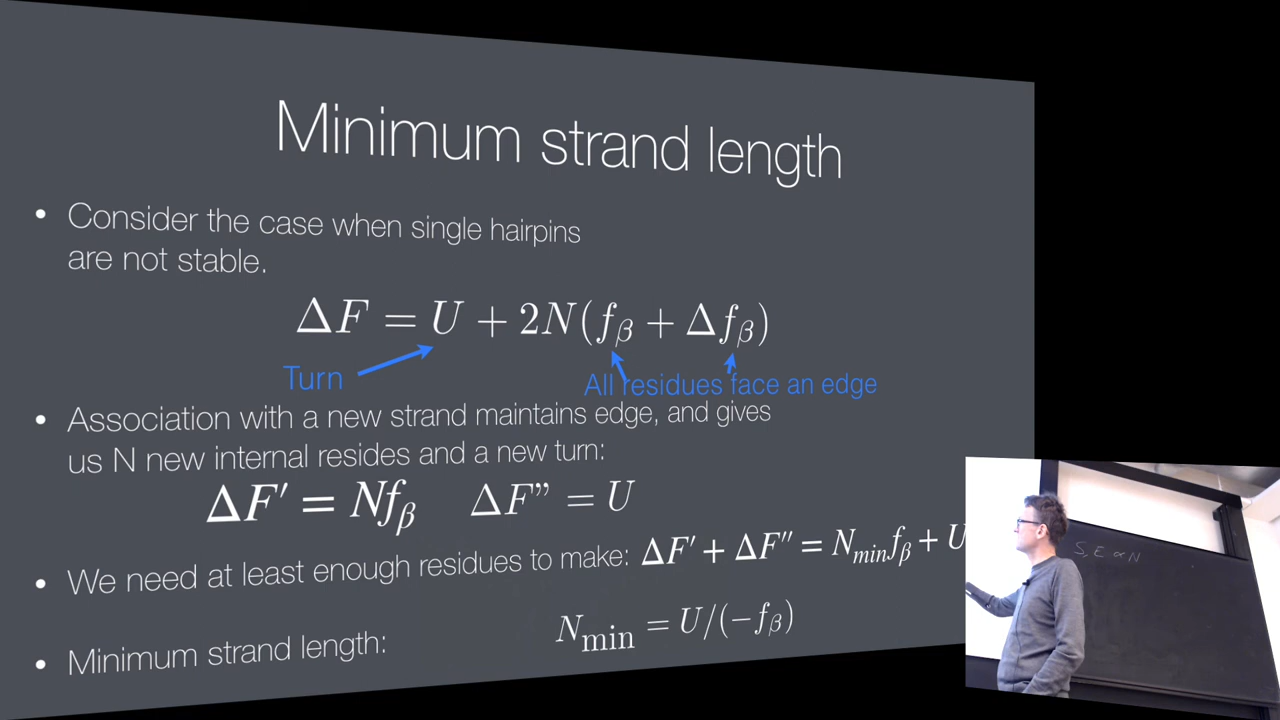 Minimum strand length
• Consider the case when single hairpins
are not stable.
ΔF = U + 2N(f_β + Δf_β)
Turn
All residues face an edge
• Association with a new strand maintains edge, and gives
us N new internal resides and a new turn:
ΔF′ = Nf_β ΔF” = U
• We need at least enough residues to make: ΔF′ + ΔF″ = N_min f_β + U
• Minimum strand length: N_min = U/(−f_β)
S, E ∝ N